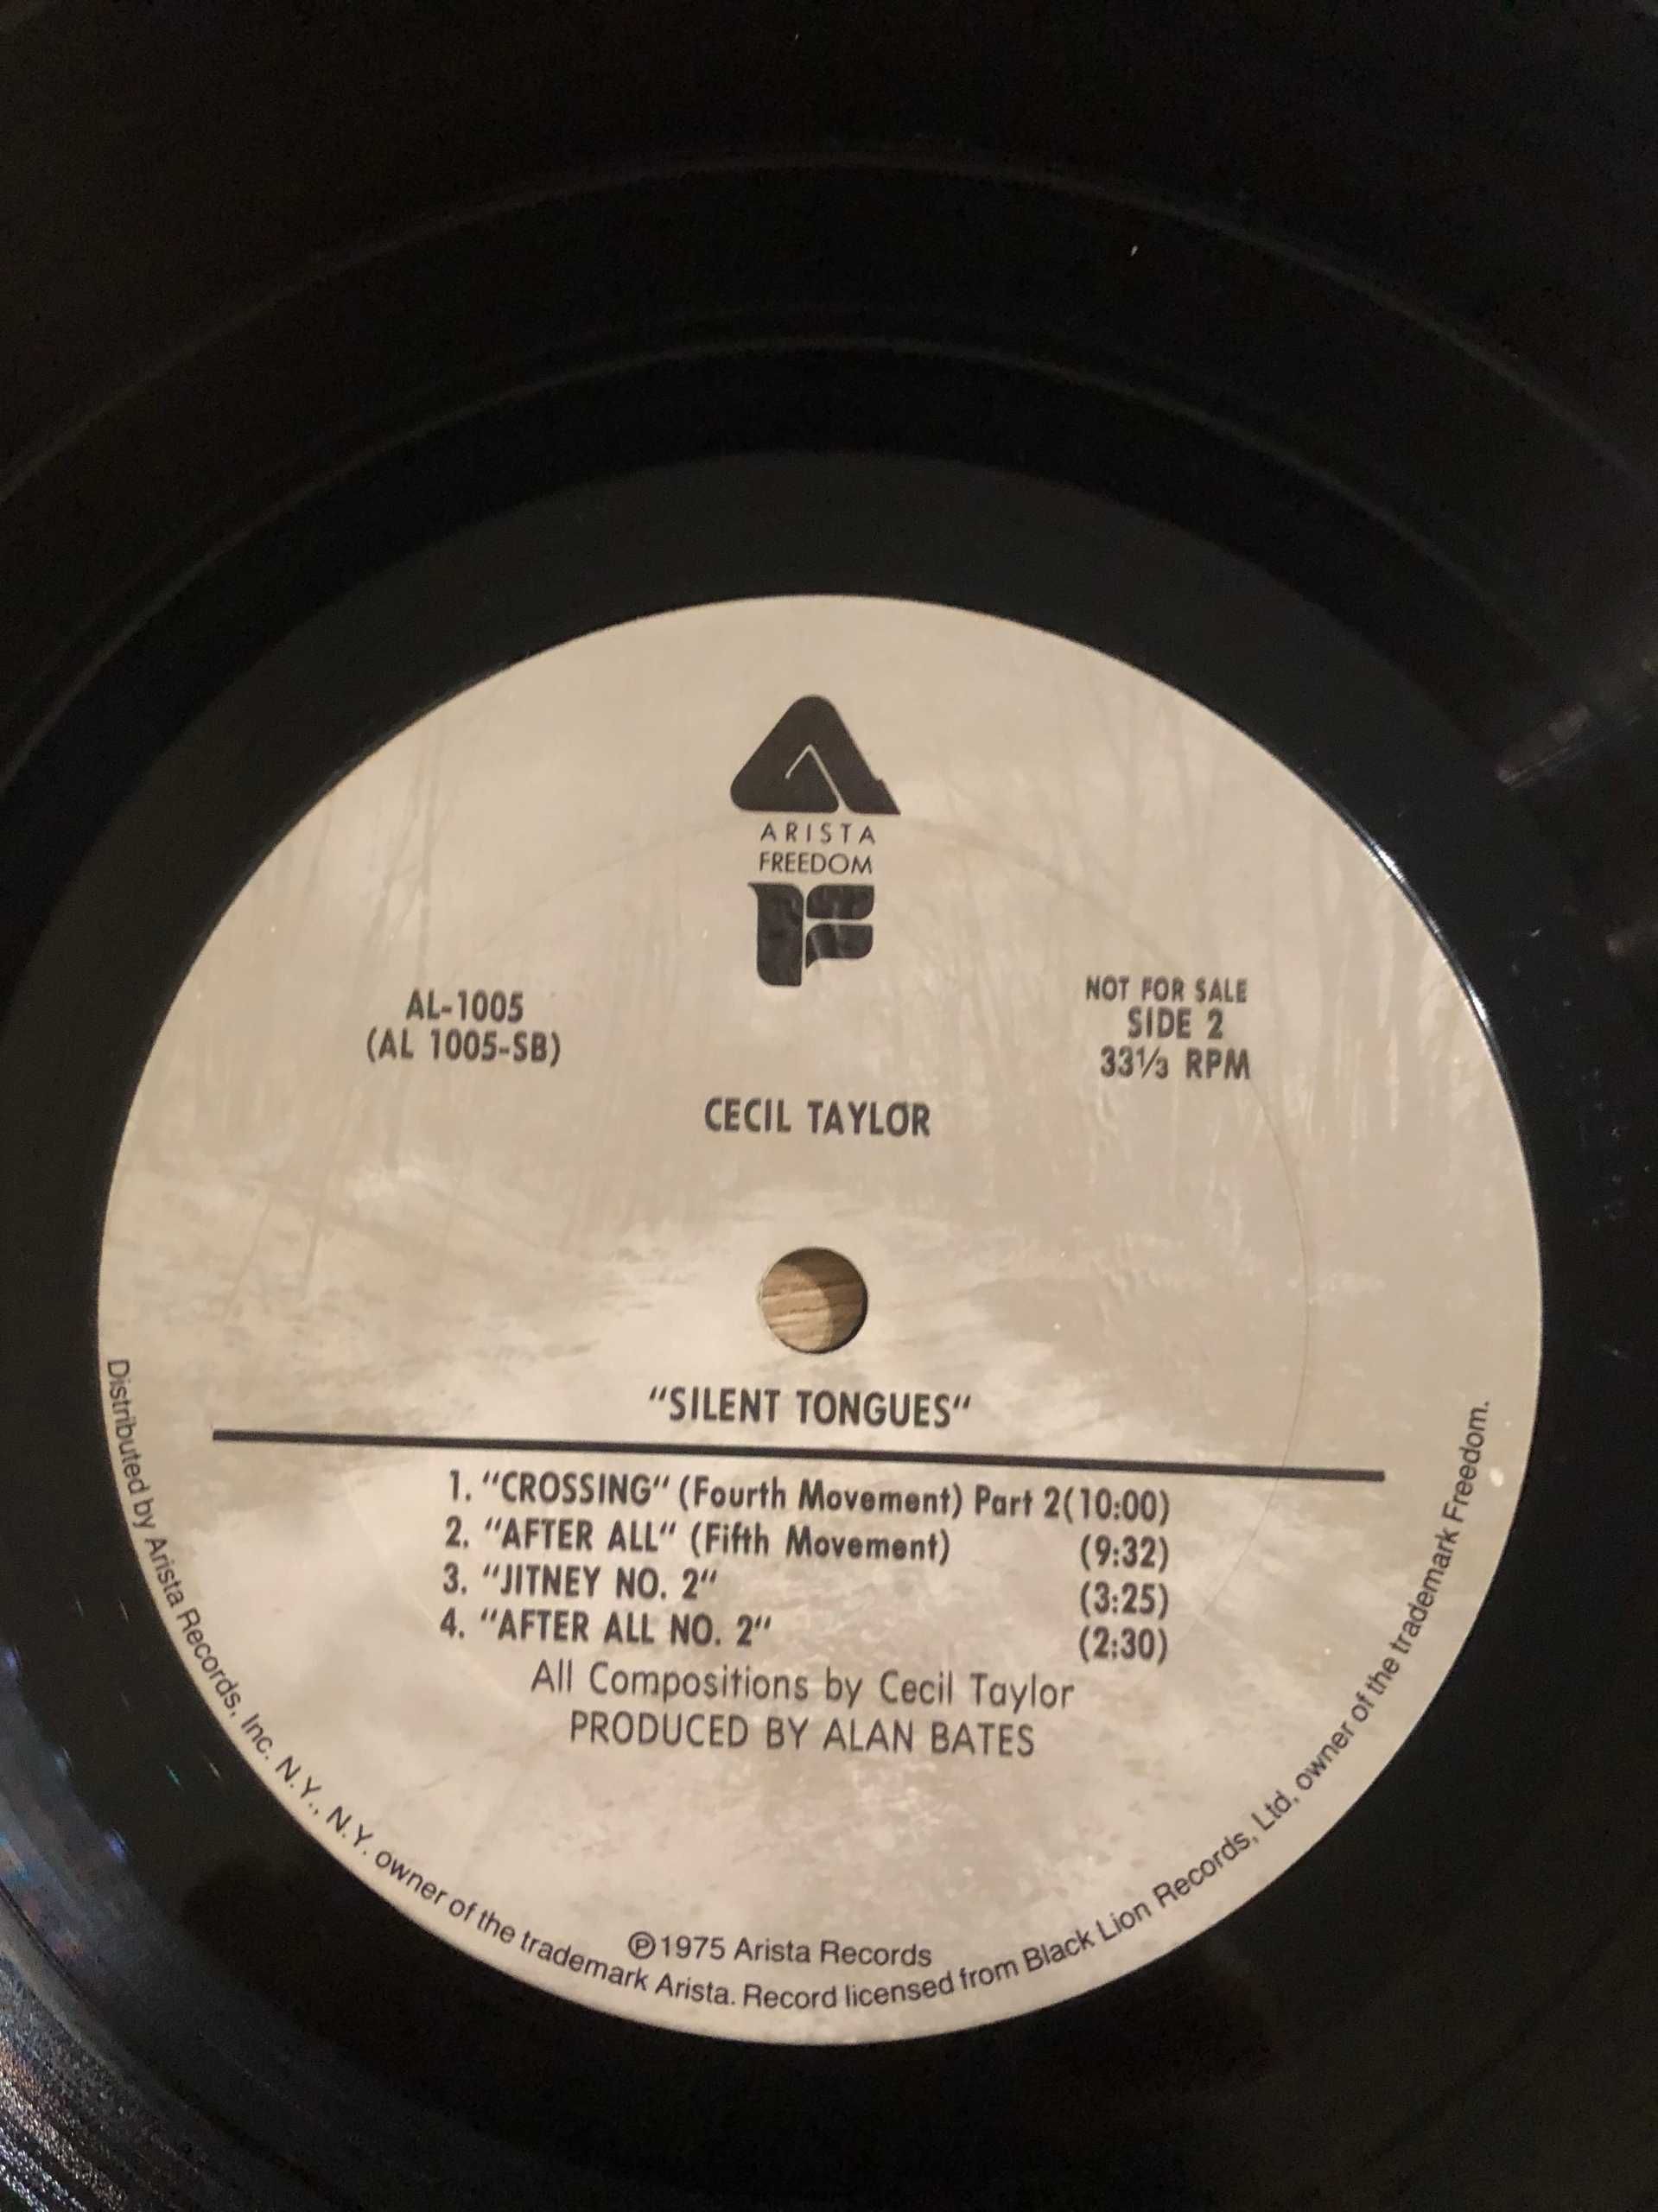 ARISTA
FREEDOM
AL-1005
(AL 1005-SB)
NOT FOR SALE
SIDE 2
33⅓ RPM
CECIL TAYLOR
"SILENT TONGUES"
1. "CROSSING" (Fourth Movement) Part 2(10:00)
2. "AFTER ALL" (Fifth Movement) (9:32)
3. "JITNEY NO. 2" (3:25)
4. "AFTER ALL NO. 2" (2:30)
All Compositions by Cecil Taylor
PRODUCED BY ALAN BATES
℗1975 Arista Records
Distributed by Arista Records, Inc. N.Y., N.Y. owner of the trademark Arista. Record licensed from Black Lion Records, Ltd, owner of the trademark Freedom.